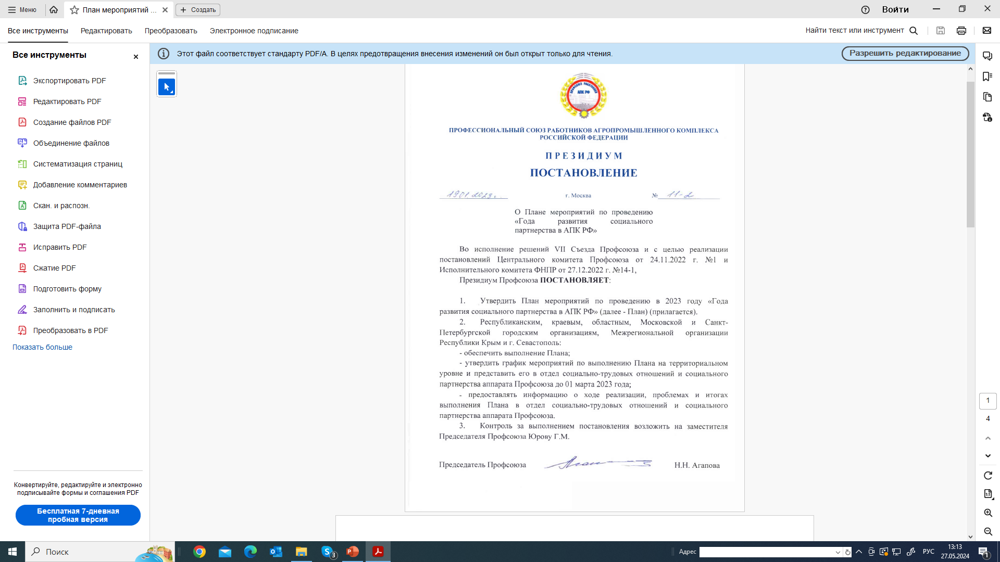 Меню
План мероприятий ...
Создать
Войти
Все инструменты
Редактировать
Преобразовать
Электронное подписание
Найти текст или инструмент
Все инструменты
Этот файл соответствует стандарту PDF/A. В целях предотвращения внесения изменений он был открыт только для чтения.
Разрешить редактирование
Экспортировать PDF
Редактировать PDF
Создание файлов PDF
Объединение файлов
Систематизация страниц
Добавление комментариев
Скан. и распозн.
Защита PDF-файла
Исправить PDF
Сжатие PDF
Подготовить форму
Заполнить и подписать
Преобразовать в PDF
Показать больше
Конвертируйте, редактируйте и электронно
подписывайте формы и соглашения PDF
Бесплатная 7-дневная
пробная версия
ПРОФСОЮЗ РАБОТНИКОВ
АПК РФ
ПРОФЕССИОНАЛЬНЫЙ СОЮЗ РАБОТНИКОВ АГРОПРОМЫШЛЕННОГО КОМПЛЕКСА
РОССИЙСКОЙ ФЕДЕРАЦИИ
П Р Е З И Д И У М
ПОСТАНОВЛЕНИЕ
19.01.2023г. г. Москва № 11-2
О Плане мероприятий по проведению
«Года развития социального
партнерства в АПК РФ»
Во исполнение решений VII Съезда Профсоюза и с целью реализации
постановлений Центрального комитета Профсоюза от 24.11.2022 г. №1 и
Исполнительного комитета ФНПР от 27.12.2022 г. №14-1,
Президиум Профсоюза ПОСТАНОВЛЯЕТ:
1. Утвердить План мероприятий по проведению в 2023 году «Года
развития социального партнерства в АПК РФ» (далее - План) (прилагается).
2. Республиканским, краевым, областным, Московской и Санкт-
Петербургской городским организациям, Межрегиональной организации
Республики Крым и г. Севастополь:
- обеспечить выполнение Плана;
- утвердить график мероприятий по выполнению Плана на территориальном
уровне и представить его в отдел социально-трудовых отношений и социального
партнерства аппарата Профсоюза до 01 марта 2023 года;
- предоставлять информацию о ходе реализации, проблемах и итогах
выполнения Плана в отдел социально-трудовых отношений и социального
партнерства аппарата Профсоюза.
3. Контроль за выполнением постановления возложить на заместителя
Председателя Профсоюза Юрову Г.М.
Председатель Профсоюза Н.Н. Агапова
1
4
Поиск
3
Адрес
РУС
13:13
27.05.2024
1